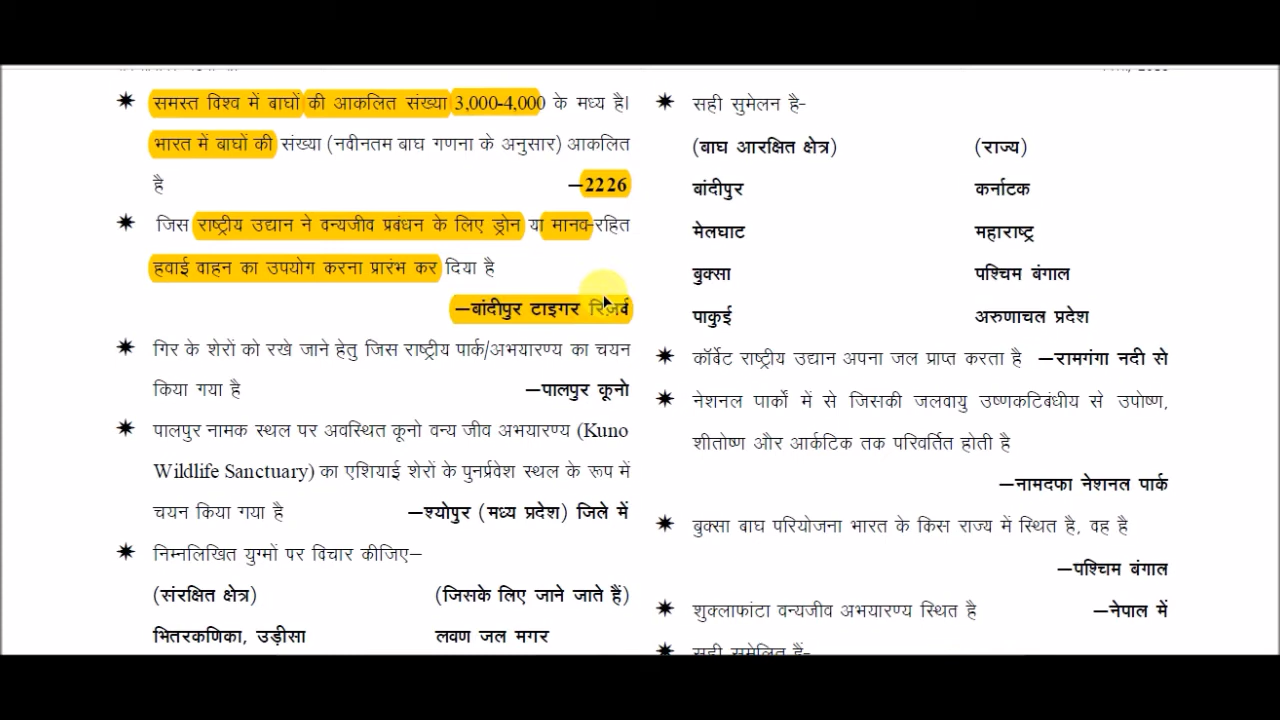 ✷ समस्त विश्व में बाघों की आकलित संख्या 3,000-4,000 के मध्य है।
भारत में बाघों की संख्या (नवीनतम बाघ गणना के अनुसार) आकलित
है –2226
✷ जिस राष्ट्रीय उद्यान ने वन्यजीव प्रबंधन के लिए ड्रोन या मानव-रहित
हवाई वाहन का उपयोग करना प्रारंभ कर दिया है
–बांदीपुर टाइगर रिज़र्व
✷ गिर के शेरों को रखे जाने हेतु जिस राष्ट्रीय पार्क/अभयारण्य का चयन
किया गया है –पालपुर कूनो
✷ पालपुर नामक स्थल पर अवस्थित कूनो वन्य जीव अभयारण्य (Kuno
Wildlife Sanctuary) का एशियाई शेरों के पुनर्प्रवेश स्थल के रूप में
चयन किया गया है –श्योपुर (मध्य प्रदेश) जिले में
✷ निम्नलिखित युग्मों पर विचार कीजिए–
(संरक्षित क्षेत्र) (जिसके लिए जाने जाते हैं)
भितरकणिका, उड़ीसा लवण जल मगर
✷ सही सुमेलन है-
(बाघ आरक्षित क्षेत्र) (राज्य)
बांदीपुर कर्नाटक
मेलघाट महाराष्ट्र
बुक्सा पश्चिम बंगाल
पाकुई अरुणाचल प्रदेश
✷ कॉर्बेट राष्ट्रीय उद्यान अपना जल प्राप्त करता है –रामगंगा नदी से
✷ नेशनल पार्कों में से जिसकी जलवायु उष्णकटिबंधीय से उपोष्ण,
शीतोष्ण और आर्कटिक तक परिवर्तित होती है
–नामदफा नेशनल पार्क
✷ बुक्सा बाघ परियोजना भारत के किस राज्य में स्थित है, वह है
–पश्चिम बंगाल
✷ शुक्लाफांटा वन्यजीव अभयारण्य स्थित है –नेपाल में
सही सुमेलित हैं-